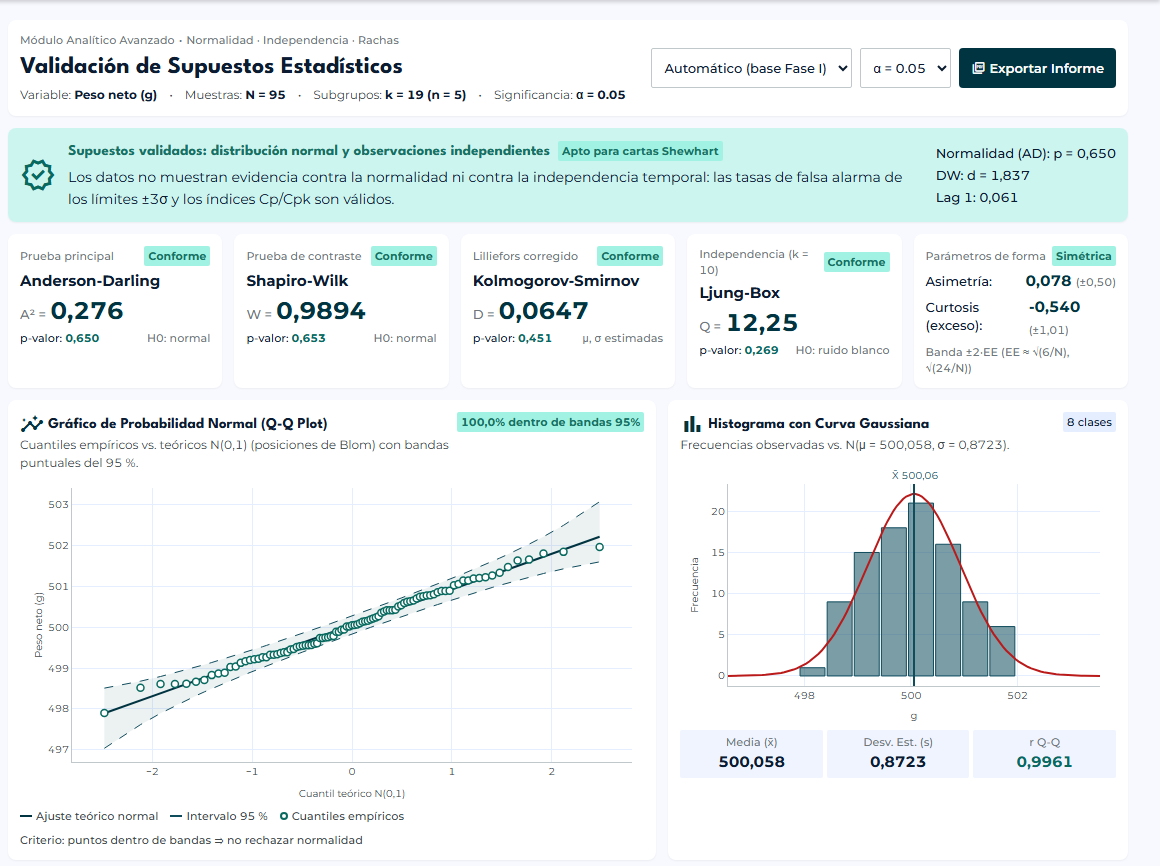 Módulo Analítico Avanzado • Normalidad · Independencia · Rachas
Validación de Supuestos Estadísticos
Variable: Peso neto (g) · Muestras: N = 95 · Subgrupos: k = 19 (n = 5) · Significancia: α = 0.05
Automático (base Fase I)
α = 0.05
Exportar Informe
Supuestos validados: distribución normal y observaciones independientes
Apto para cartas Shewhart
Los datos no muestran evidencia contra la normalidad ni contra la independencia temporal: las tasas de falsa alarma de
los límites ±3σ y los índices Cp/Cpk son válidos.
Normalidad (AD): p = 0,650
DW: d = 1,837
Lag 1: 0,061
Prueba principal
Conforme
Anderson-Darling
A² = 0,276
p-valor: 0,650
H0: normal
Prueba de contraste
Conforme
Shapiro-Wilk
W = 0,9894
p-valor: 0,653
H0: normal
Lilliefors corregido
Conforme
Kolmogorov-Smirnov
D = 0,0647
p-valor: 0,451
μ, σ estimadas
Independencia (k =
10)
Conforme
Ljung-Box
Q = 12,25
p-valor: 0,269
H0: ruido blanco
Parámetros de forma
Simétrica
Asimetría: 0,078 (±0,50)
Curtosis
(exceso):
-0,540
(±1,01)
Banda ±2·EE (EE ≈ √(6/N),
√(24/N))
Gráfico de Probabilidad Normal (Q-Q Plot)
100,0% dentro de bandas 95%
Cuantiles empíricos vs. teóricos N(0,1) (posiciones de Blom) con bandas
puntuales del 95 %.
Peso neto (g)
503
502
501
500
499
498
497
−2
−1
0
1
2
Cuantil teórico N(0,1)
Ajuste teórico normal
Intervalo 95 %
Cuantiles empíricos
Criterio: puntos dentro de bandas ⇒ no rechazar normalidad
Histograma con Curva Gaussiana
8 clases
Frecuencias observadas vs. N(μ = 500,058, σ = 0,8723).
x̄ 500,06
Frecuencia
20
15
10
5
0
498
500
502
g
Media (x̄)
500,058
Desv. Est. (s)
0,8723
r Q-Q
0,9961